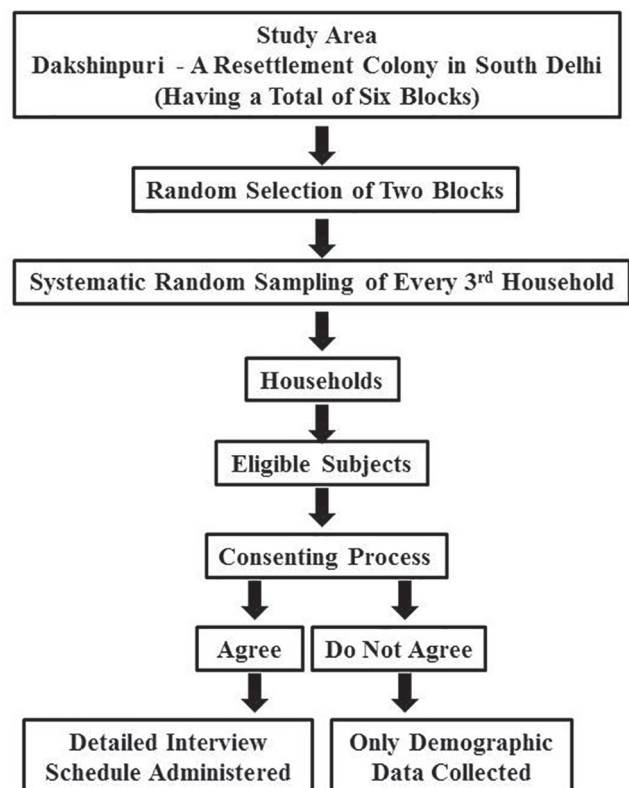 Study Area
Dakshinpuri - A Resettlement Colony in South Delhi
(Having a Total of Six Blocks)
Random Selection of Two Blocks
Systematic Random Sampling of Every 3rd Household
Households
Eligible Subjects
Consenting Process
Agree
Do Not Agree
Detailed Interview
Schedule Administered
Only Demographic
Data Collected